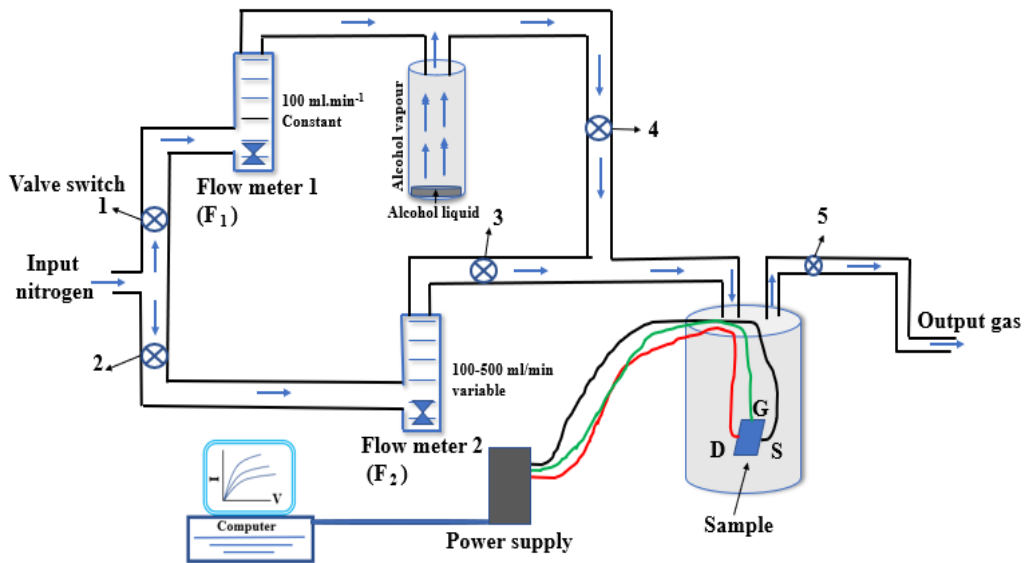 100 ml.min⁻¹
Constant
Alcohol vapour
4
Valve switch
1
Flow meter 1
(F₁)
Alcohol liquid
3
5
Input
nitrogen
Output gas
2
100-500 ml/min
variable
G
D
S
Flow meter 2
(F₂)
I
V
Computer
Power supply
Sample